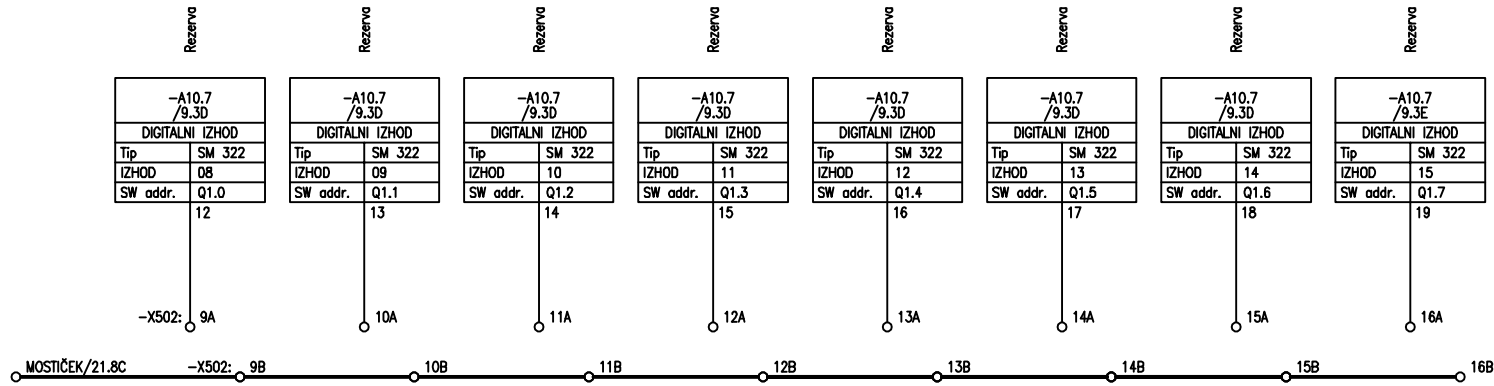 Rezerva Rezerva Rezerva Rezerva Rezerva Rezerva Rezerva Rezerva
-A10.7 -A10.7 -A10.7 -A10.7 -A10.7 -A10.7 -A10.7 -A10.7
/9.3D /9.3D /9.3D /9.3D /9.3D /9.3D /9.3D /9.3E
DIGITALNI IZHOD DIGITALNI IZHOD DIGITALNI IZHOD DIGITALNI IZHOD DIGITALNI IZHOD DIGITALNI IZHOD DIGITALNI IZHOD DIGITALNI IZHOD
Tip SM 322 Tip SM 322 Tip SM 322 Tip SM 322 Tip SM 322 Tip SM 322 Tip SM 322 Tip SM 322
IZHOD 08 IZHOD 09 IZHOD 10 IZHOD 11 IZHOD 12 IZHOD 13 IZHOD 14 IZHOD 15
SW addr. Q1.0 SW addr. Q1.1 SW addr. Q1.2 SW addr. Q1.3 SW addr. Q1.4 SW addr. Q1.5 SW addr. Q1.6 SW addr. Q1.7
12 13 14 15 16 17 18 19
-X502: 9A 10A 11A 12A 13A 14A 15A 16A
MOSTIČEK/21.8C -X502: 9B 10B 11B 12B 13B 14B 15B 16B